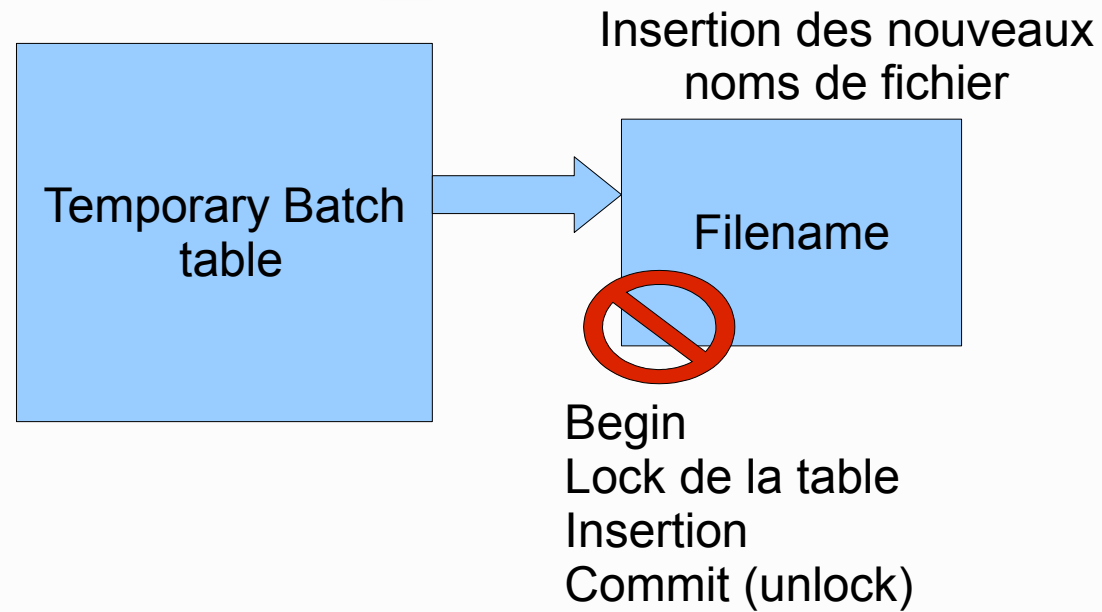 Insertion des nouveaux
noms de fichier
Temporary Batch
table
Filename
Begin
Lock de la table
Insertion
Commit (unlock)